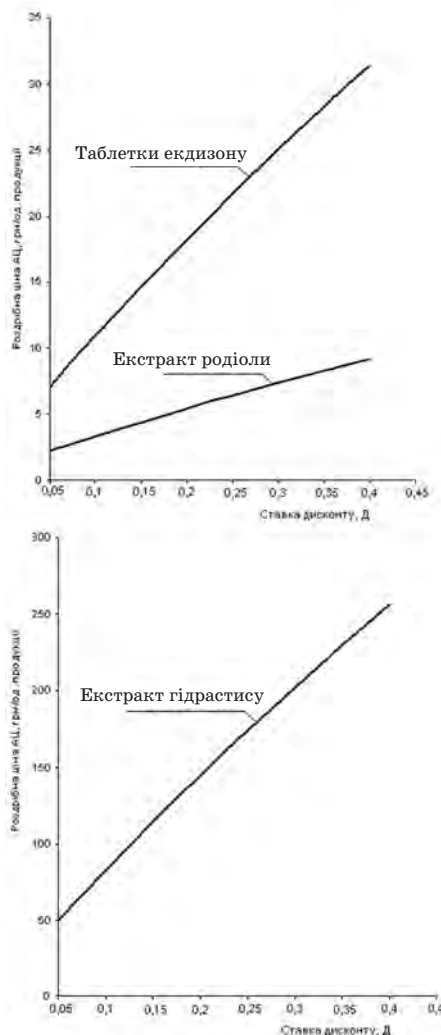 35
30
25
20
15
10
5
0
Роздрібна ціна АЦ, грн/од. продукції
Таблетки екдизону
Екстракт родіоли
0,05 0,1 0,15 0,2 0,25 0,3 0,35 0,4 0,45
Ставка дисконту, Д
300
250
200
150
100
50
0
Роздрібна ціна АЦ, грн/од. продукції
Екстракт гідрастису
0,05 0,1 0,15 0,2 0,25 0,3 0,35 0,4 0,4
Ставка дисконту, Д